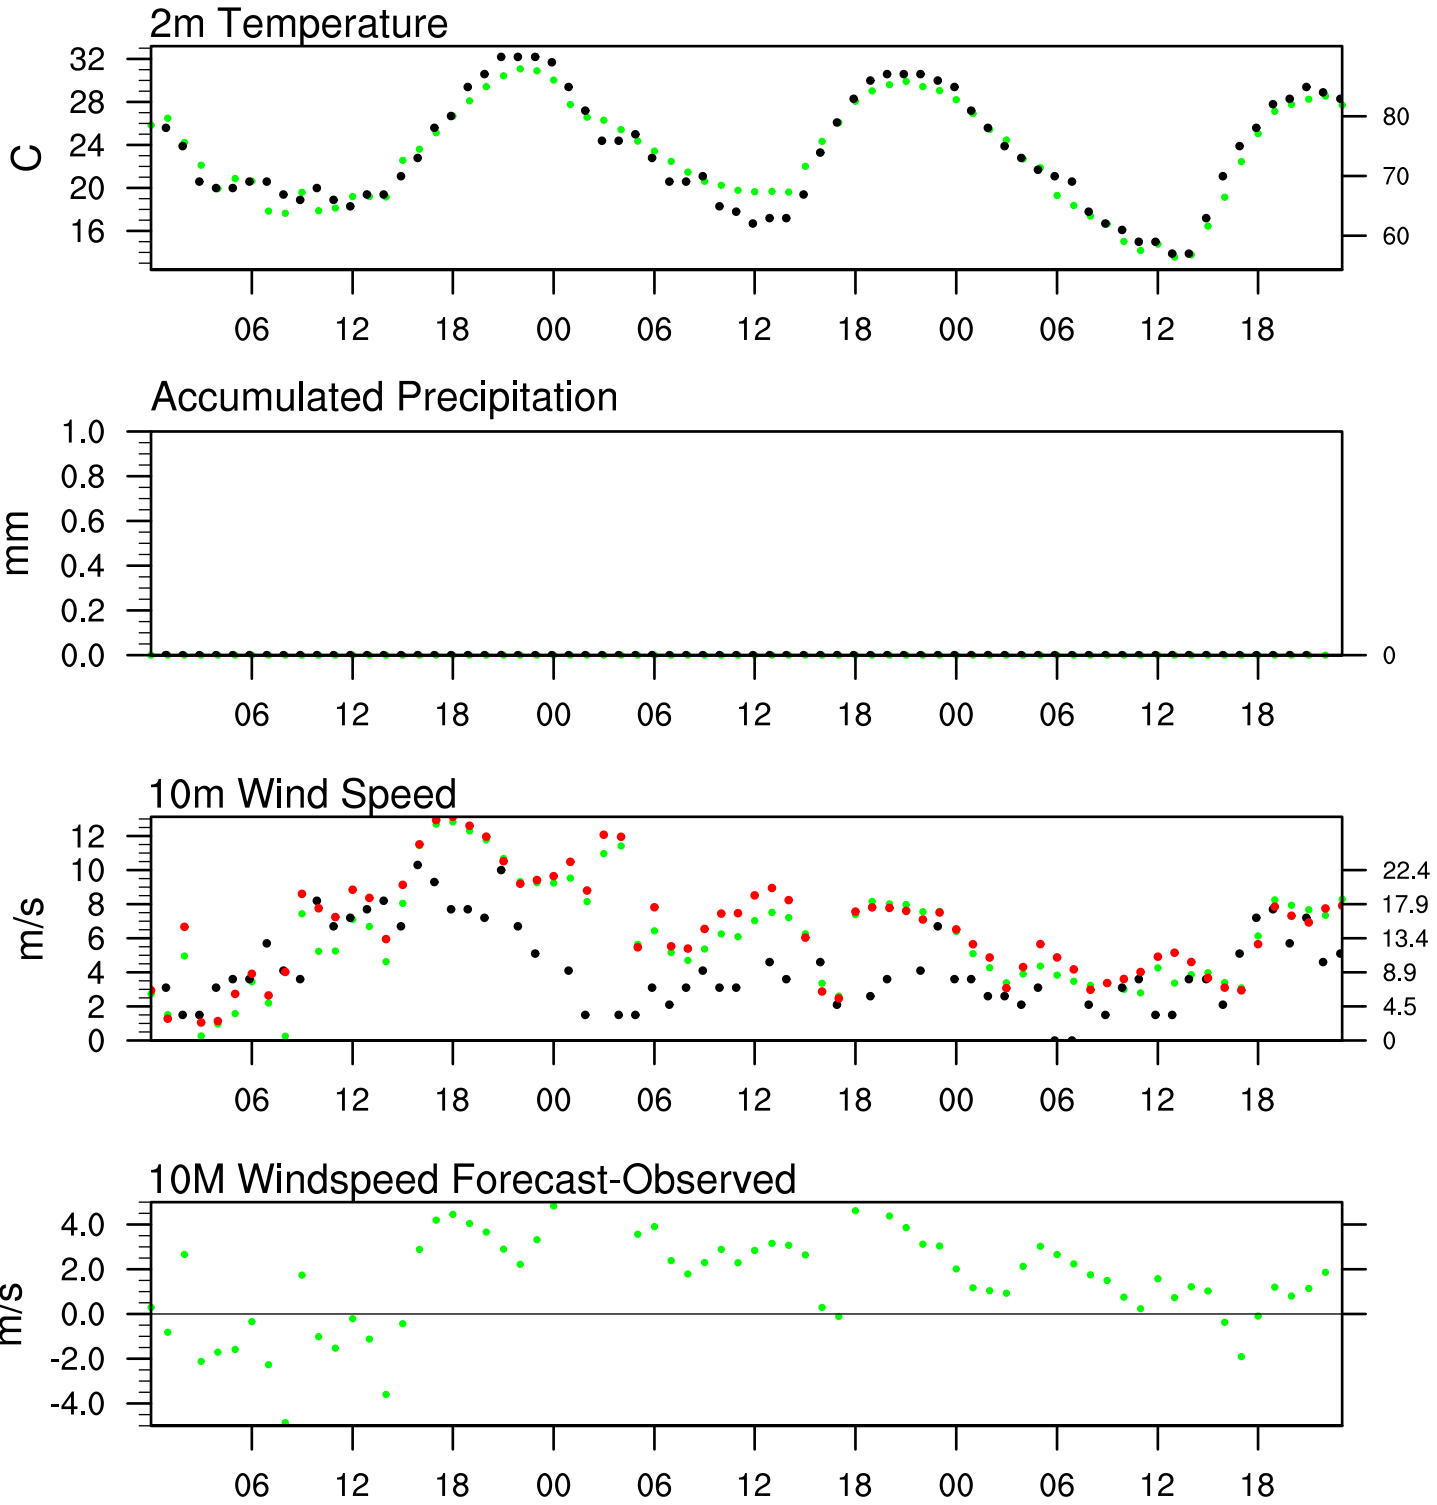 2m Temperature
32
28
24
20
16
C
80
70
60
06 12 18 00 06 12 18 00 06 12 18
Accumulated Precipitation
1.0
0.8
0.6
0.4
0.2
0.0
mm
0
06 12 18 00 06 12 18 00 06 12 18
10m Wind Speed
12
10
8
6
4
2
0
m/s
22.4
17.9
13.4
8.9
4.5
0
06 12 18 00 06 12 18 00 06 12 18
10M Windspeed Forecast-Observed
4.0
2.0
0.0
-2.0
-4.0
m/s
06 12 18 00 06 12 18 00 06 12 18